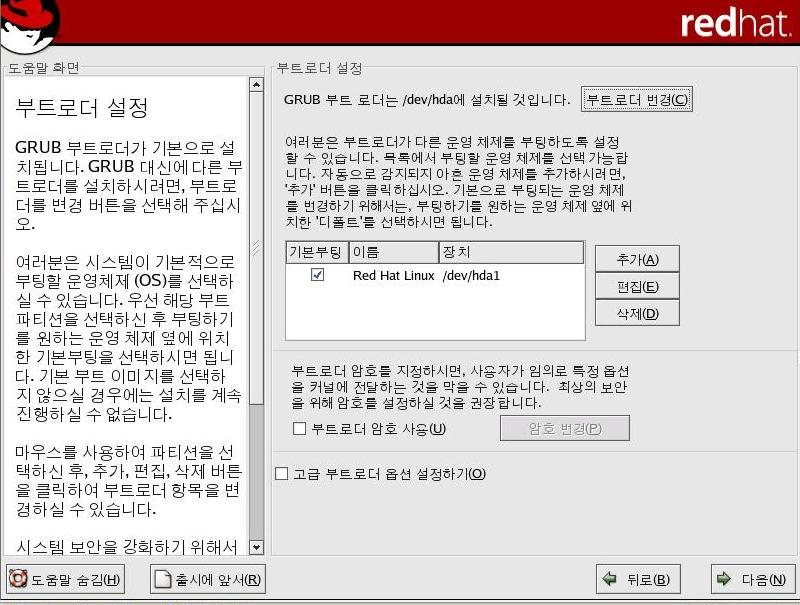 redhat.
도움말 화면
부트로더 설정
GRUB 부트로더가 기본으로 설
치됩니다. GRUB 대신에 다른 부
트로더를 설치하시려면, 부트로
더를 변경 버튼을 선택해 주십시
오.
여러분은 시스템이 기본적으로
부팅할 운영체제 (OS)를 선택하
실 수 있습니다. 우선 해당 부트
파티션을 선택하신 후 부팅하기
를 원하는 운영 체제 옆에 위치
한 기본부팅을 선택하시면 됩니
다. 기본 부트 이미지를 선택하
지 않으실 경우에는 설치를 계속
진행하실 수 없습니다.
마우스를 사용하여 파티션을 선
택하신 후, 추가, 편집, 삭제 버튼
을 클릭하여 부트로더 항목을 변
경하실 수 있습니다.
시스템 보안을 강화하기 위해서
부트로더 설정
GRUB 부트 로더는 /dev/hda에 설치될 것입니다. 부트로더 변경(C)
여러분은 부트로더가 다른 운영 체제를 부팅하도록 설정
할 수 있습니다. 목록에서 부팅할 운영 체제를 선택가능합
니다. 자동으로 감지되지 아흔 운영 체제를 추가하시려면,
'추가' 버튼을 클릭하십시오. 기본으로 부팅되는 운영 체제
를 변경하기 위해서는, 부팅하기를 원하는 운영 체제 옆에 위
치한 '디폴트'를 선택하시면 됩니다.
기본부팅 이름 장치
Red Hat Linux /dev/hda1
추가(A)
편집(E)
삭제(D)
부트로더 암호를 지정하시면, 사용자가 임의로 특정 옵션
을 커널에 전달하는 것을 막을 수 있습니다. 최상의 보안
을 위해 암호를 설정하실 것을 권장합니다.
부트로더 암호 사용(U) 암호 변경(P)
고급 부트로더 옵션 설정하기(O)
도움말 숨김(H) 출시에 앞서(R) 뒤로(B) 다음(N)